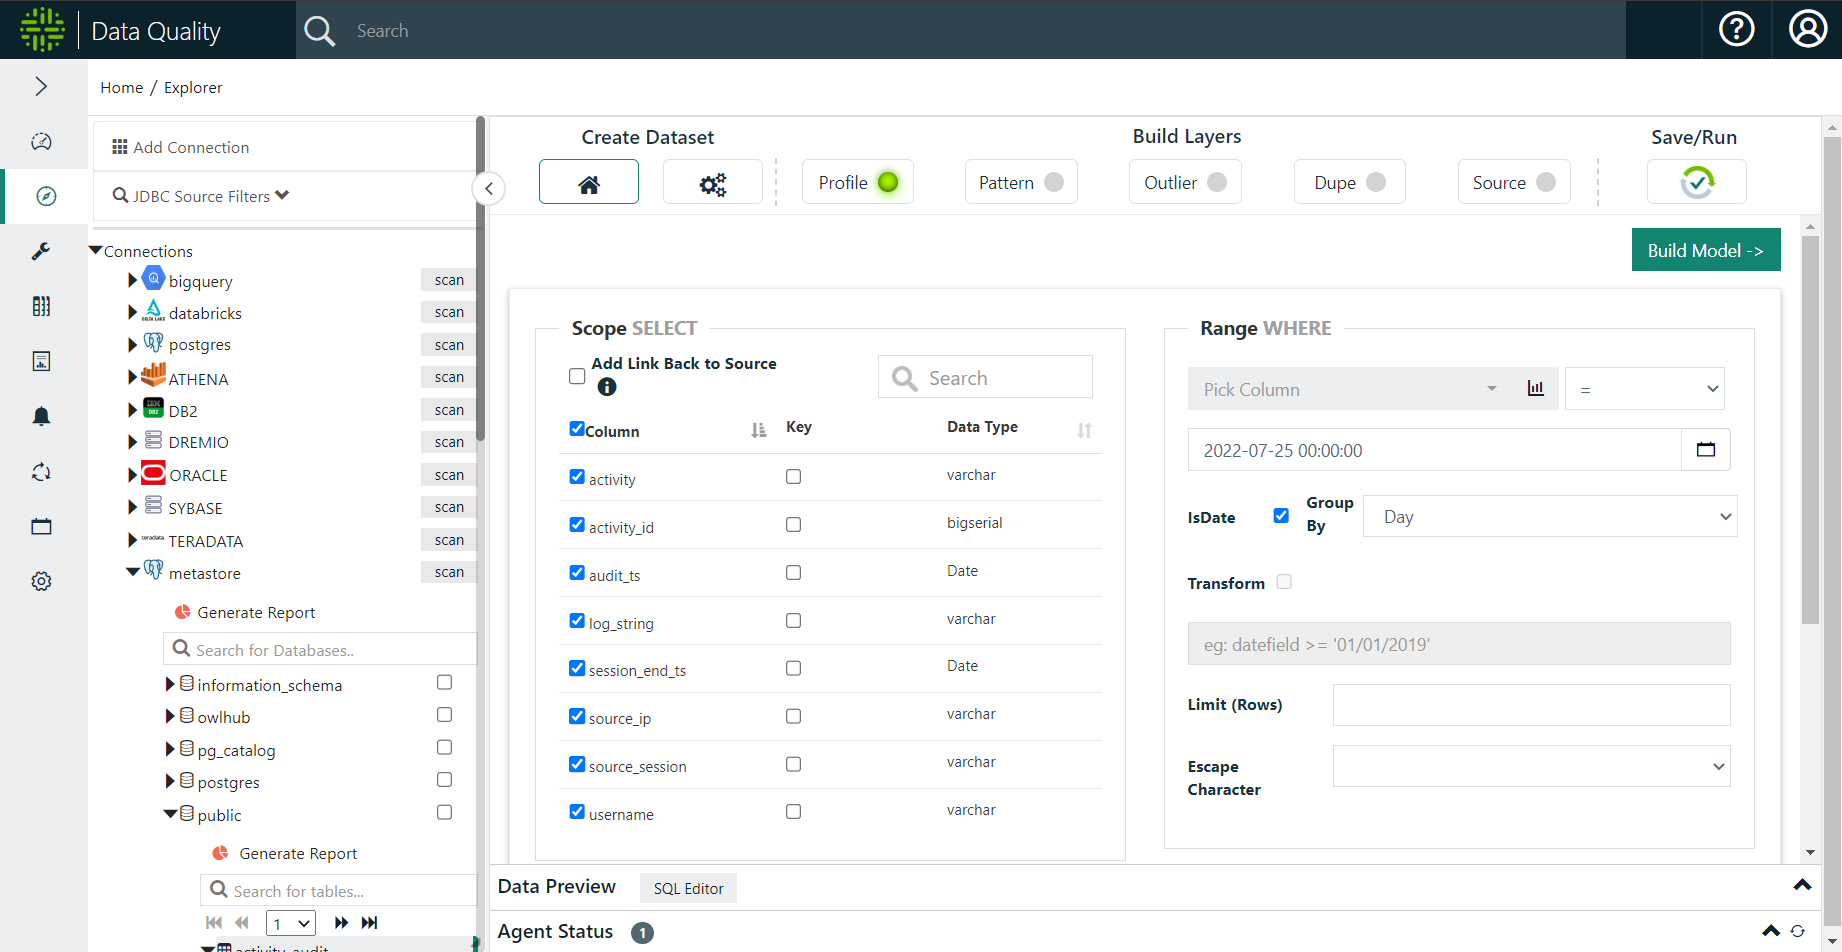 Data Quality
Search
Home / Explorer
Add Connection
JDBC Source Filters
Connections
bigquery scan
DELTA LAKE databricks scan
postgres scan
ATHENA scan
IBM DB2 DB2 scan
DREMIO scan
ORACLE scan
SYBASE scan
teradata. TERADATA scan
metastore scan
Generate Report
Search for Databases..
information_schema
owlhub
pg_catalog
postgres
public
Generate Report
Search for tables...
1
activity_audit
Create Dataset
Build Layers
Save/Run
Profile
Pattern
Outlier
Dupe
Source
Build Model ->
Scope SELECT
Add Link Back to Source
Search
Column Key Data Type
activity varchar
activity_id bigserial
audit_ts Date
log_string varchar
session_end_ts Date
source_ip varchar
source_session varchar
username varchar
Range WHERE
Pick Column =
2022-07-25 00:00:00
IsDate Group By Day
Transform
eg: datefield >= '01/01/2019'
Limit (Rows)
Escape
Character
Data Preview SQL Editor
Agent Status 1